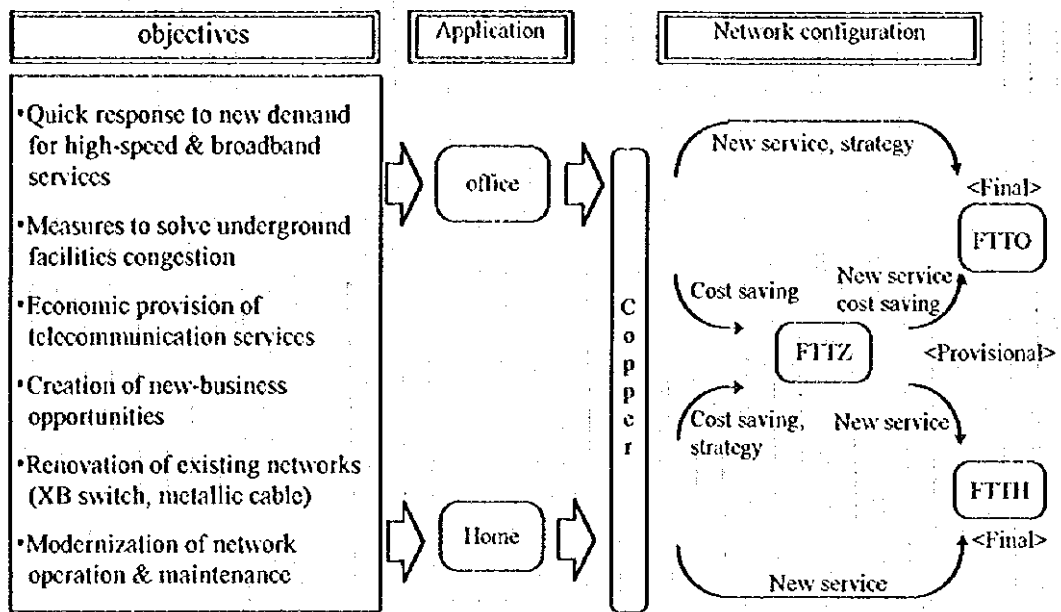 objectives
Application
Network configuration
•Quick response to new demand
for high-speed & broadband
services
•Measures to solve underground
facilities congestion
•Economic provision of
telecommunication services
•Creation of new-business
opportunities
•Renovation of existing networks
(XB switch, metallic cable)
•Modernization of network
operation & maintenance
office
Home
Copper
New service, strategy
<Final>
FTTO
Cost saving
New service
cost saving
FTTZ
<Provisional>
Cost saving,
strategy
New service
FTTH
<Final>
New service